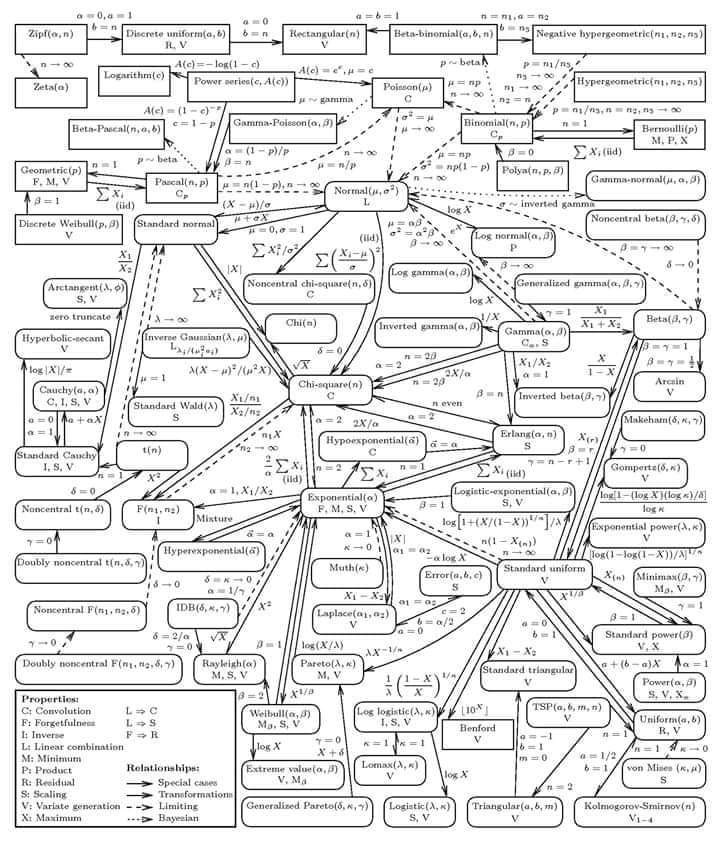 α = 0, a = 1
b = n
Zipf(α, n)
Discrete uniform(a, b)
R, V
a = 0
b = n
Rectangular(n)
V
a = b = 1
Beta-binomial(a, b, n)
n = n₁, a = n₂
b = n₃
Negative hypergeometric(n₁, n₂, n₃)
n → ∞
Zeta(α)
Logarithm(c)
A(c) = −log(1 − c)
Power series(c, A(c))
A(c) = eᶜ, μ = c
Poisson(μ)
C
p ∼ beta
p = n₁/n₃
n₃ → ∞
n = n₁
n₂ = n
Hypergeometric(n₁, n₂, n₃)
μ = np
n → ∞
A(c) = (1 − c)⁻ᵖ
c = 1 − p
μ ∼ gamma
Gamma-Poisson(α, β)
Beta-Pascal(n, α, b)
σ² = μ
μ → ∞
Binomial(n, p)
Cₚ
p = n₁/n₃, n = n₂, n₃ → ∞
n = 1
Bernoulli(p)
M, P, X
∑ Xᵢ (iid)
β = 0
Polya(n, p, β)
α = (1 − p)/p
β = n
p ∼ beta
n → ∞
μ = n/p
μ = np
σ² = np(1 − p)
n → ∞
Geometric(p)
F, M, V
n = 1
∑ Xᵢ
(iid)
Pascal(n, p)
Cₚ
μ = n(1 − p), n → ∞
Normal(μ, σ²)
L
Gamma-normal(μ, α, β)
σ ∼ inverted gamma
β = 1
Discrete Weibull(p, β)
V
Standard normal
(X − μ)/σ
μ + σX
μ = 0, σ = 1
log X
Noncentral beta(β, γ, δ)
β = γ → ∞
δ → 0
(iid)
μ = αβ
σ² = α²β
β → ∞
eˣ
Log normal(α, β)
P
β → ∞
X₁
X₂
|X|
∑ Xᵢ²/σ²
∑ (Xᵢ−μ / σ)²
Arctangent(λ, φ)
S, V
zero truncate
∑ Xᵢ²
Noncentral chi-square(n, δ)
C
Log gamma(α, β)
log X
Generalized gamma(α, β, γ)
γ = 1
λ → ∞
Chi(n)
Inverted gamma(α, β)
1/X
Gamma(α, β)
Cα, S
X₁
X₁ + X₂
Beta(β, γ)
Hyperbolic-secant
V
Inverse Gaussian(λ, μ)
L
λ(X − μ)²/(μ²X)
√X
δ = 0
n = 2β
α = 2
2X/α
n = 2β
X₁/X₂
α = 1
X
1 − X
β = γ = 1
β = γ = 1/2
Arcsin
V
log |X|/π
Cauchy(a, α)
C, I, S, V
a = 0
α = 1
a + αX
μ = 1
Standard Wald(λ)
S, V
n → ∞
X₁/n₁
X₂/n₂
Chi-square(n)
C
n even
β = n
Inverted beta(β, γ)
Makeham(δ, κ, γ)
Standard Cauchy
I, S, V
n = 1
t(n)
X²
n₁X
n₂ → ∞
α = 2
2X/α
α = 2
Hypoexponential(α⃗)
C
α⃗ = α
Erlang(α, n)
S, V
X₍ᵣ₎
β = r
γ = n − r + 1
γ = 0
Gompertz(δ, κ)
V
2/α ∑ Xᵢ
(iid)
n = 2
∑ Xᵢ
n = 1
∑ Xᵢ
(iid)
δ = 0
Noncentral t(n, δ)
F(n₁, n₂)
I
α = 1, X₁/X₂
Mixture
Exponential(α)
F, M, S, V
β = 1
Logistic-exponential(α, β)
S, V
log[1−(log X)(log κ)/δ]
log κ
Exponential power(λ, κ)
V
log[1 + (X/(1−X))^{1/κ}]/λ
γ = 0
Doubly noncentral t(n, δ, γ)
Hyperexponential(α⃗)
α⃗ = α
α = 1
κ → 0
|X|
α₁ = α₂
n(1 − X₍ₙ₎)
n → ∞
[log(1−log(1−X))/λ]^{1/κ}
δ → 0
Muth(κ)
−α log X
Error(a, b, c)
S
Standard uniform
V
X₍ₙ₎
Minimax(β, γ)
Mβ, V
Noncentral F(n₁, n₂, δ)
IDB(δ, κ, γ)
δ = κ → 0
α = 1/γ
X²
X₁ − X₂
Laplace(α₁, α₂)
V
α₁ = α₂
c = 2
b = α/2
a = 0
X^{1/β}
β = 1
γ = 1
Standard power(β)
V, X
γ → 0
Doubly noncentral F(n₁, n₂, δ, γ)
δ = 2/α
γ = 0
√X
Rayleigh(α)
M, S, V
β = 1
log(X/λ)
Pareto(λ, κ)
M, V
λX^{−1/κ}
X₁ − X₂
Standard triangular
V
a = 0
b = 1
a + (b − a)X
α = 1
Power(α, β)
S, V, Xα
β = 2
X^{1/β}
Weibull(α, β)
Mβ, S, V
1/λ (1 − X / X)^{1/κ}
Log logistic(λ, κ)
I, S, V
⌊10ˣ⌋
Benford
V
TSP(a, b, m, n)
V
n = 1
Uniform(a, b)
R, V
log X
γ = 0
X + δ
κ = 1
κ = 1
Lomax(λ, κ)
V
a = −1
b = 1
m = 0
a = 1/2
b = 1
n = 1
κ → 0
von Mises (κ, μ)
S
Extreme value(α, β)
V, Mβ
log X
n = 2
Generalized Pareto(δ, κ, γ)
Logistic(λ, κ)
S, V
Triangular(a, b, m)
V
Kolmogorov-Smirnov(n)
V₁₋₄
Properties:
C: Convolution L ⇒ C
F: Forgetfulness L ⇒ S
I: Inverse F ⇒ R
L: Linear combination
M: Minimum
P: Product
R: Residual
S: Scaling
V: Variate generation
X: Maximum
Relationships:
Special cases
Transformations
Limiting
Bayesian